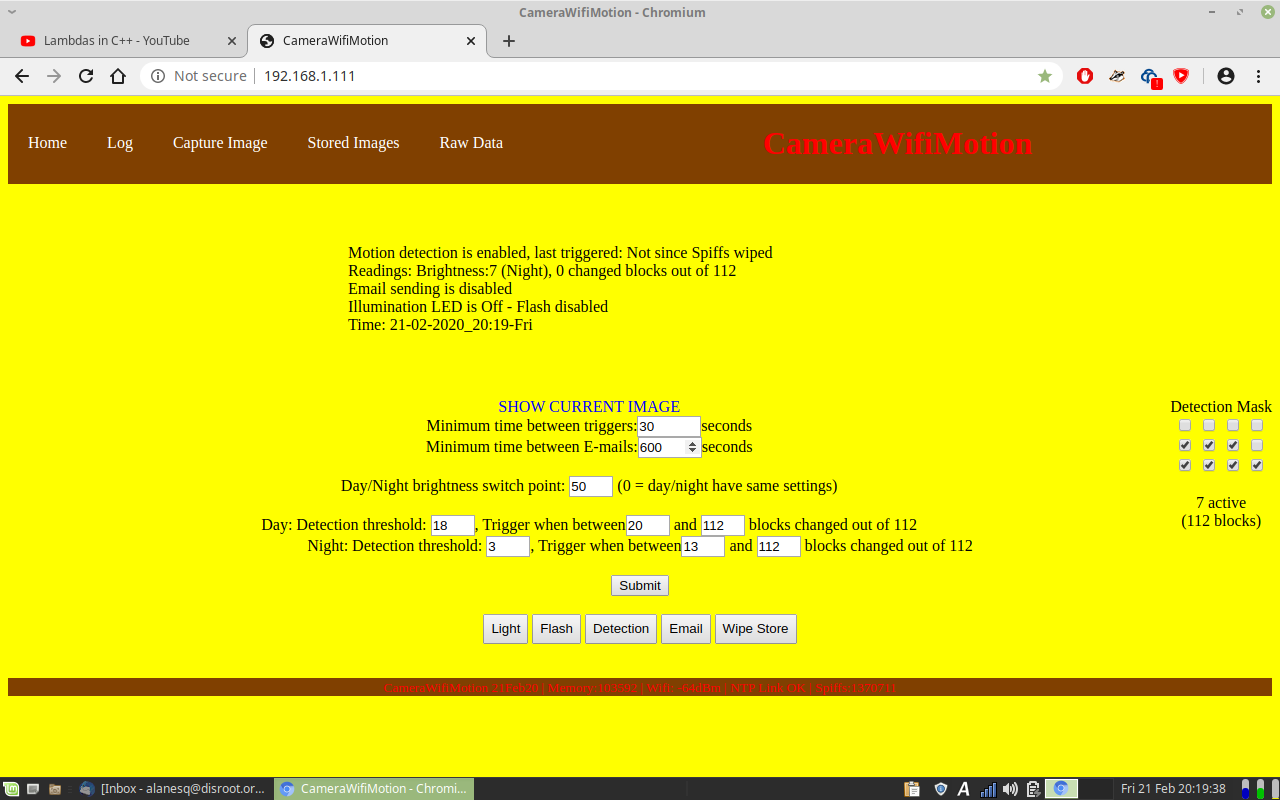 CameraWifiMotion - Chromium
Lambdas in C++ - YouTube
CameraWifiMotion
Not secure
192.168.1.111
Home
Log
Capture Image
Stored Images
Raw Data
CameraWifiMotion
Motion detection is enabled, last triggered: Not since Spiffs wiped
Readings: Brightness:7 (Night), 0 changed blocks out of 112
Email sending is disabled
Illumination LED is Off - Flash disabled
Time: 21-02-2020_20:19-Fri
SHOW CURRENT IMAGE
Minimum time between triggers:30 seconds
Minimum time between E-mails:600 seconds
Day/Night brightness switch point: 50 (0 = day/night have same settings)
Day: Detection threshold: 18, Trigger when between 20 and 112 blocks changed out of 112
Night: Detection threshold: 3, Trigger when between 13 and 112 blocks changed out of 112
Detection Mask
7 active
(112 blocks)
Submit
Light
Flash
Detection
Email
Wipe Store
CameraWifiMotion 21Feb20 | Memory:
[Inbox - alanesq@disroot.or...
CameraWifiMotion - Chromi...
Fri 21 Feb 20:19:38